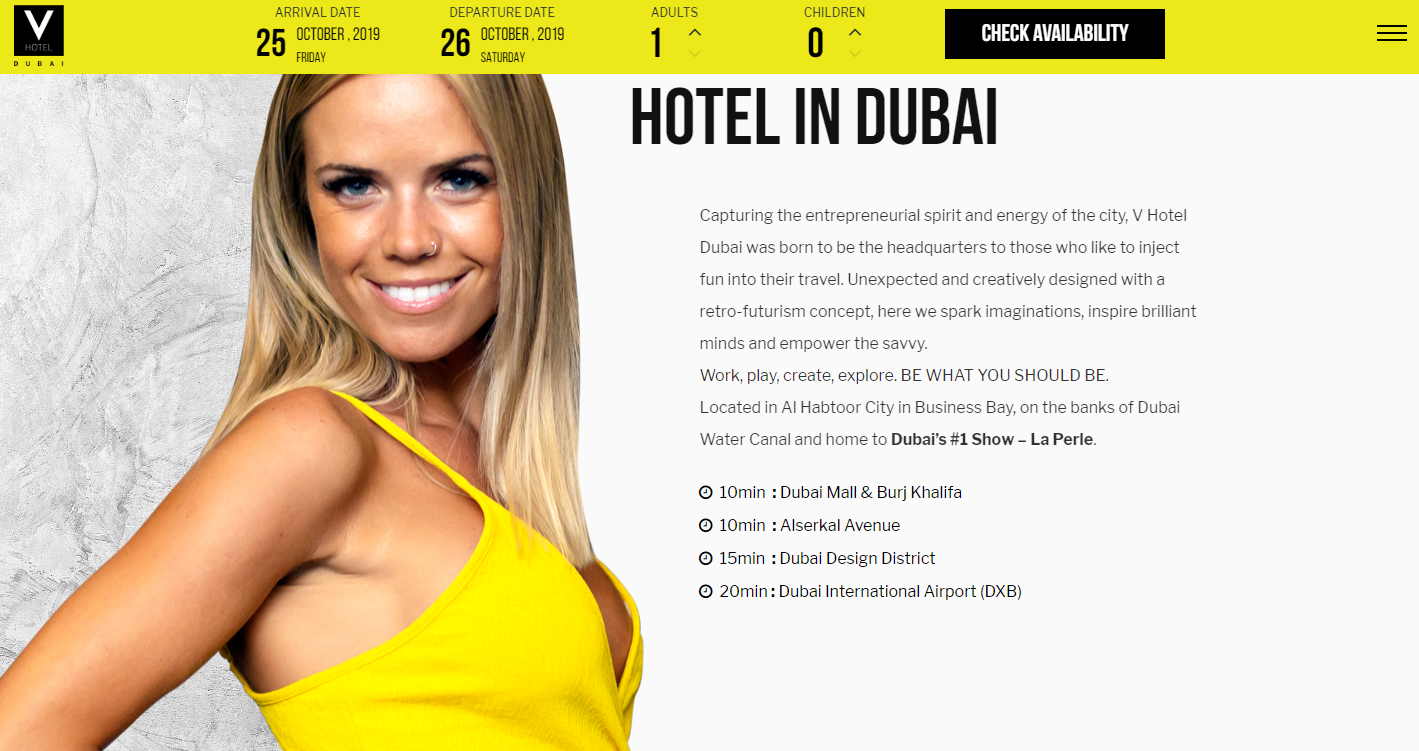 V
HOTEL
DUBAI
ARRIVAL DATE
25 OCTOBER , 2019
FRIDAY
DEPARTURE DATE
26 OCTOBER , 2019
SATURDAY
ADULTS
1
CHILDREN
0
CHECK AVAILABILITY
HOTEL IN DUBAI
Capturing the entrepreneurial spirit and energy of the city, V Hotel
Dubai was born to be the headquarters to those who like to inject
fun into their travel. Unexpected and creatively designed with a
retro-futurism concept, here we spark imaginations, inspire brilliant
minds and empower the savvy.
Work, play, create, explore. BE WHAT YOU SHOULD BE.
Located in Al Habtoor City in Business Bay, on the banks of Dubai
Water Canal and home to Dubai’s #1 Show – La Perle.
10min : Dubai Mall & Burj Khalifa
10min : Alserkal Avenue
15min : Dubai Design District
20min : Dubai International Airport (DXB)